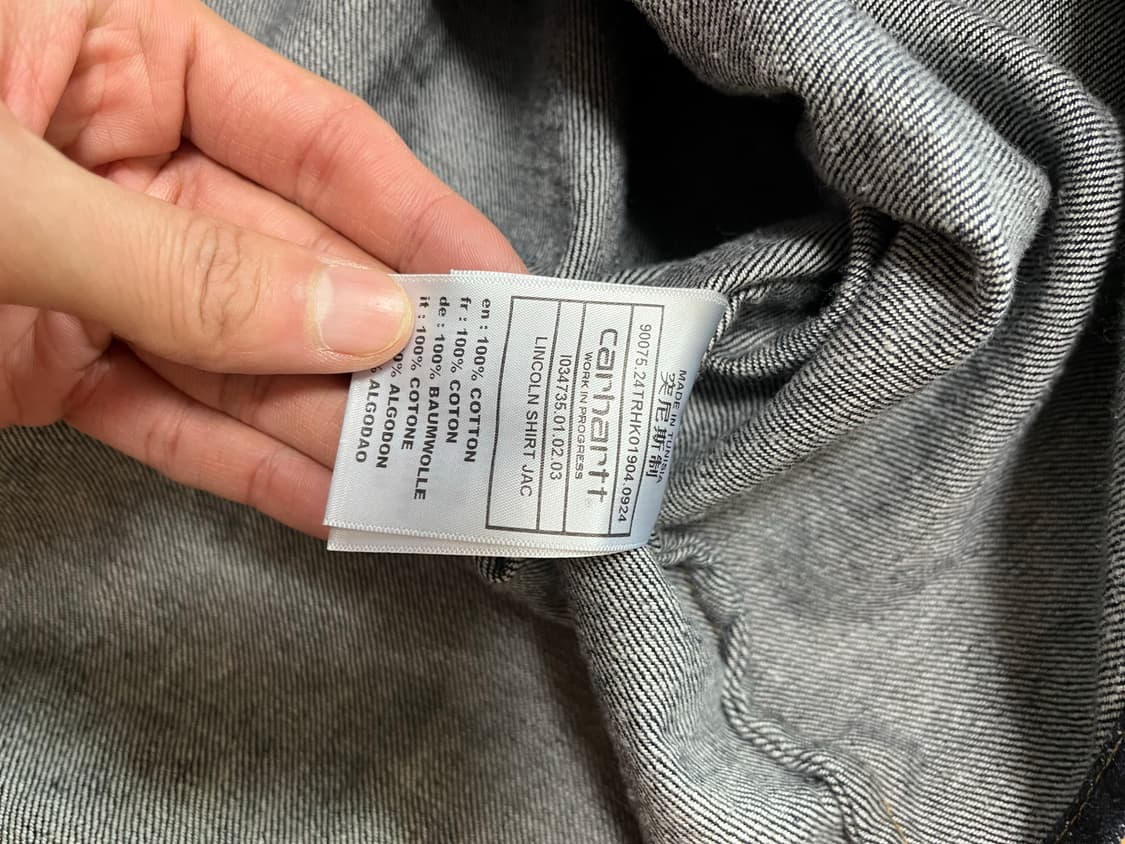 MADE IN TUNISIA
突尼斯制
90075.24TRHK01904.0924
carhartt
WORK IN PROGRESS
I034735.01.02.03
LINCOLN SHIRT JAC
en : 100% COTTON
fr : 100% COTON
de : 100% BAUMWOLLE
it : 100% COTONE
% ALGODON
% ALGODAO